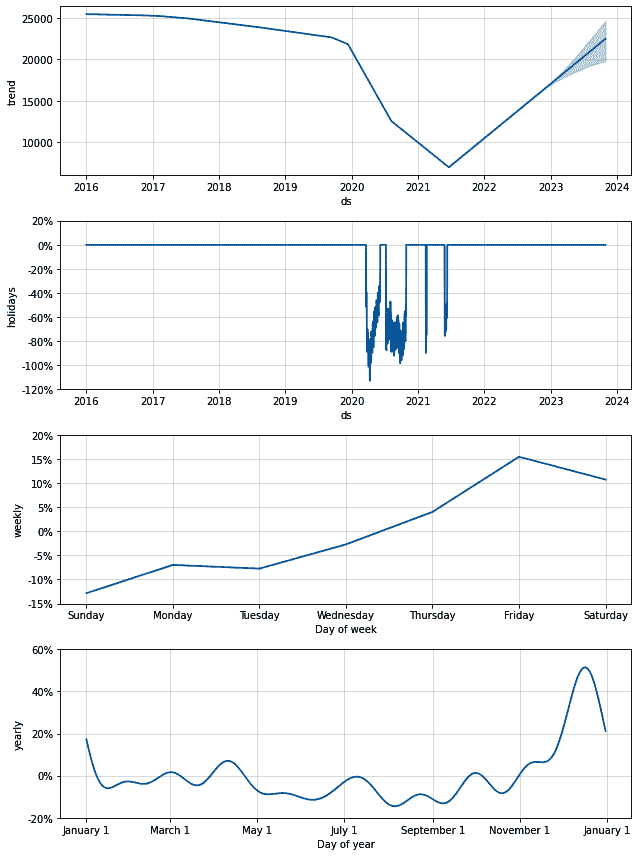 25000
20000
15000
10000
trend
2016 2017 2018 2019 2020 2021 2022 2023 2024
ds
20%
0%
-20%
-40%
-60%
-80%
-100%
-120%
holidays
2016 2017 2018 2019 2020 2021 2022 2023 2024
ds
20%
15%
10%
5%
0%
-5%
-10%
-15%
weekly
Sunday Monday Tuesday Wednesday Thursday Friday Saturday
Day of week
60%
40%
20%
0%
-20%
yearly
January 1 March 1 May 1 July 1 September 1 November 1 January 1
Day of year